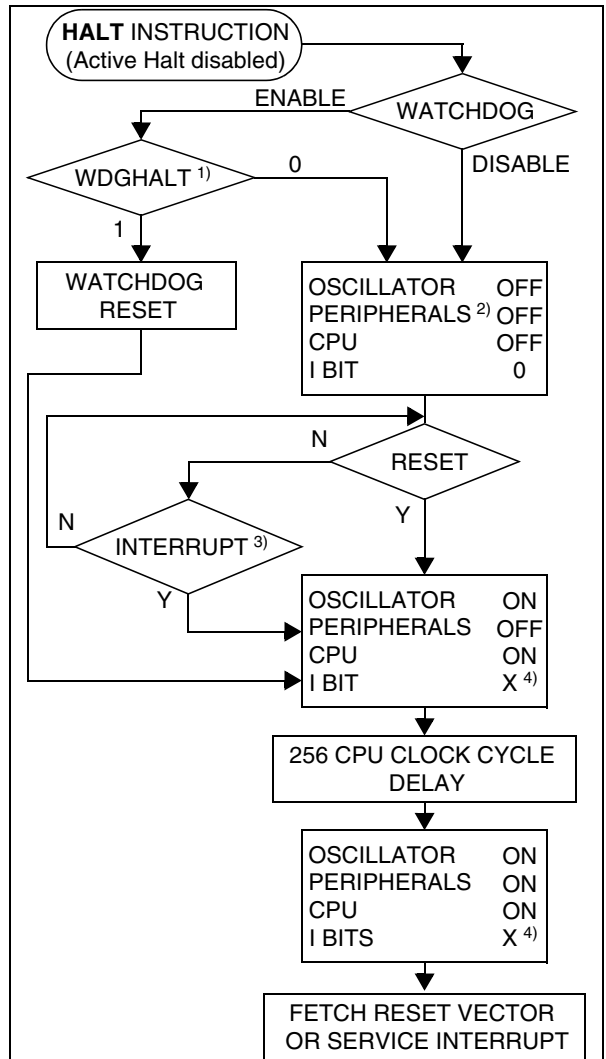 HALT INSTRUCTION
(Active Halt disabled)
ENABLE
WATCHDOG
WDGHALT 1)
0
DISABLE
1
WATCHDOG
RESET
OSCILLATOR OFF
PERIPHERALS 2) OFF
CPU OFF
I BIT 0
N
RESET
N
Y
INTERRUPT 3)
Y
OSCILLATOR ON
PERIPHERALS OFF
CPU ON
I BIT X 4)
256 CPU CLOCK CYCLE
DELAY
OSCILLATOR ON
PERIPHERALS ON
CPU ON
I BITS X 4)
FETCH RESET VECTOR
OR SERVICE INTERRUPT